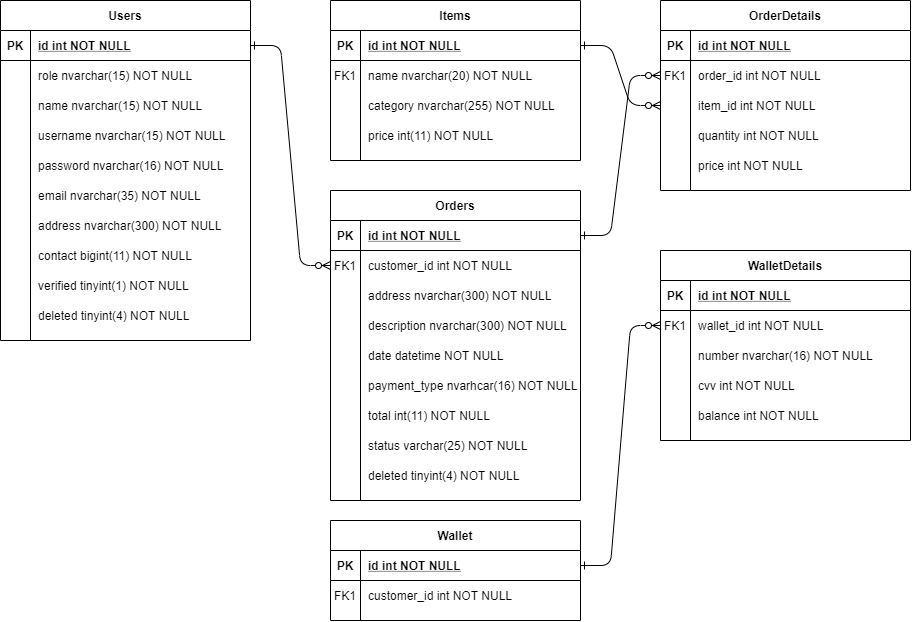 Users
PK id int NOT NULL
role nvarchar(15) NOT NULL
name nvarchar(15) NOT NULL
username nvarchar(15) NOT NULL
password nvarchar(16) NOT NULL
email nvarchar(35) NOT NULL
address nvarchar(300) NOT NULL
contact bigint(11) NOT NULL
verified tinyint(1) NOT NULL
deleted tinyint(4) NOT NULL
Items
PK id int NOT NULL
FK1 name nvarchar(20) NOT NULL
category nvarchar(255) NOT NULL
price int(11) NOT NULL
Orders
PK id int NOT NULL
FK1 customer_id int NOT NULL
address nvarchar(300) NOT NULL
description nvarchar(300) NOT NULL
date datetime NOT NULL
payment_type nvarhcar(16) NOT NULL
total int(11) NOT NULL
status varchar(25) NOT NULL
deleted tinyint(4) NOT NULL
Wallet
PK id int NOT NULL
FK1 customer_id int NOT NULL
OrderDetails
PK id int NOT NULL
FK1 order_id int NOT NULL
item_id int NOT NULL
quantity int NOT NULL
price int NOT NULL
WalletDetails
PK id int NOT NULL
FK1 wallet_id int NOT NULL
number nvarchar(16) NOT NULL
cvv int NOT NULL
balance int NOT NULL